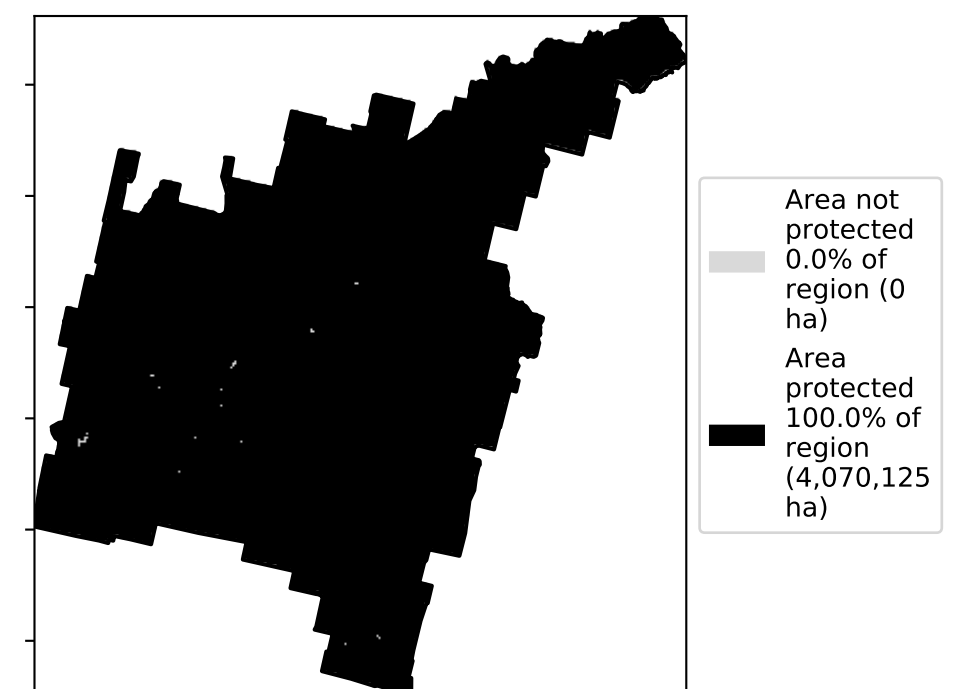 Area not
protected
0.0% of
region (0
ha)
Area
protected
100.0% of
region
(4,070,125
ha)